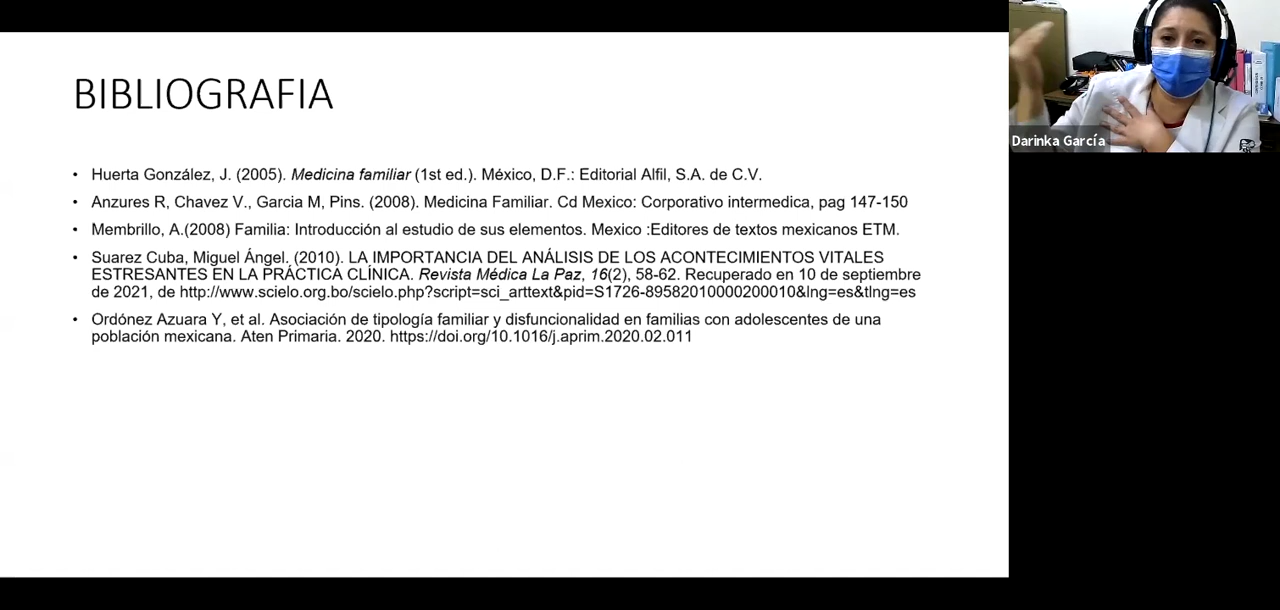 BIBLIOGRAFIA
• Huerta González, J. (2005). Medicina familiar (1st ed.). México, D.F.: Editorial Alfil, S.A. de C.V.
• Anzures R, Chavez V., Garcia M, Pins. (2008). Medicina Familiar. Cd Mexico: Corporativo intermedica, pag 147-150
• Membrillo, A.(2008) Familia: Introducción al estudio de sus elementos. Mexico :Editores de textos mexicanos ETM.
• Suarez Cuba, Miguel Ángel. (2010). LA IMPORTANCIA DEL ANÁLISIS DE LOS ACONTECIMIENTOS VITALES
ESTRESANTES EN LA PRÁCTICA CLÍNICA. Revista Médica La Paz, 16(2), 58-62. Recuperado en 10 de septiembre
de 2021, de http://www.scielo.org.bo/scielo.php?script=sci_arttext&pid=S1726-89582010000200010&lng=es&tlng=es
• Ordónez Azuara Y, et al. Asociación de tipología familiar y disfuncionalidad en familias con adolescentes de una
población mexicana. Aten Primaria. 2020. https://doi.org/10.1016/j.aprim.2020.02.011
Darinka García